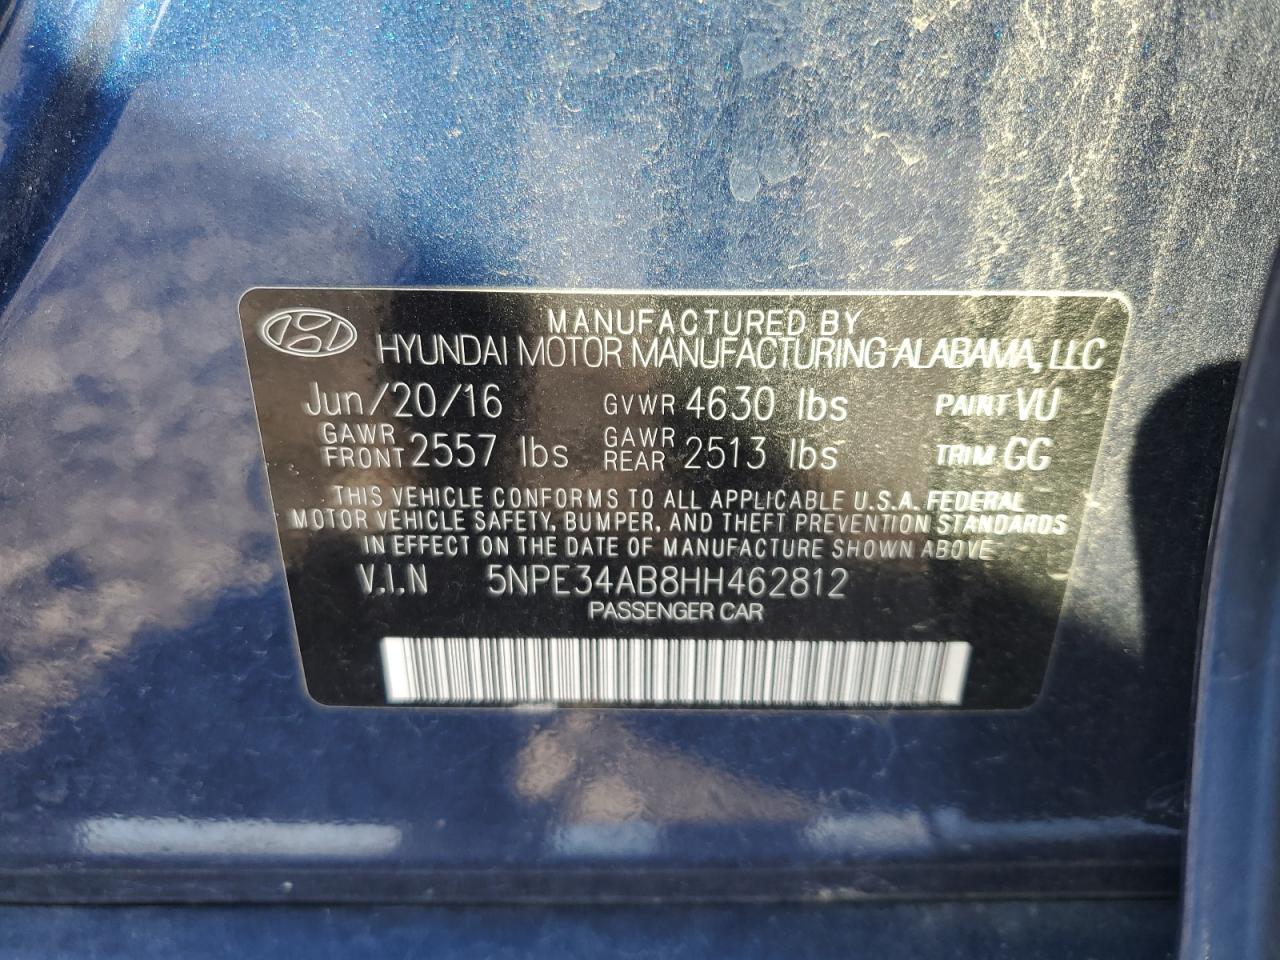 MANUFACTURED BY
HYUNDAI MOTOR MANUFACTURING ALABAMA, LLC
Jun/20/16 GVWR 4630 lbs PAINT VU
GAWR FRONT 2557 lbs GAWR REAR 2513 lbs TRIM GG
THIS VEHICLE CONFORMS TO ALL APPLICABLE U.S.A. FEDERAL
MOTOR VEHICLE SAFETY, BUMPER, AND THEFT PREVENTION STANDARDS
IN EFFECT ON THE DATE OF MANUFACTURE SHOWN ABOVE
V.I.N 5NPE34AB8HH462812
PASSENGER CAR